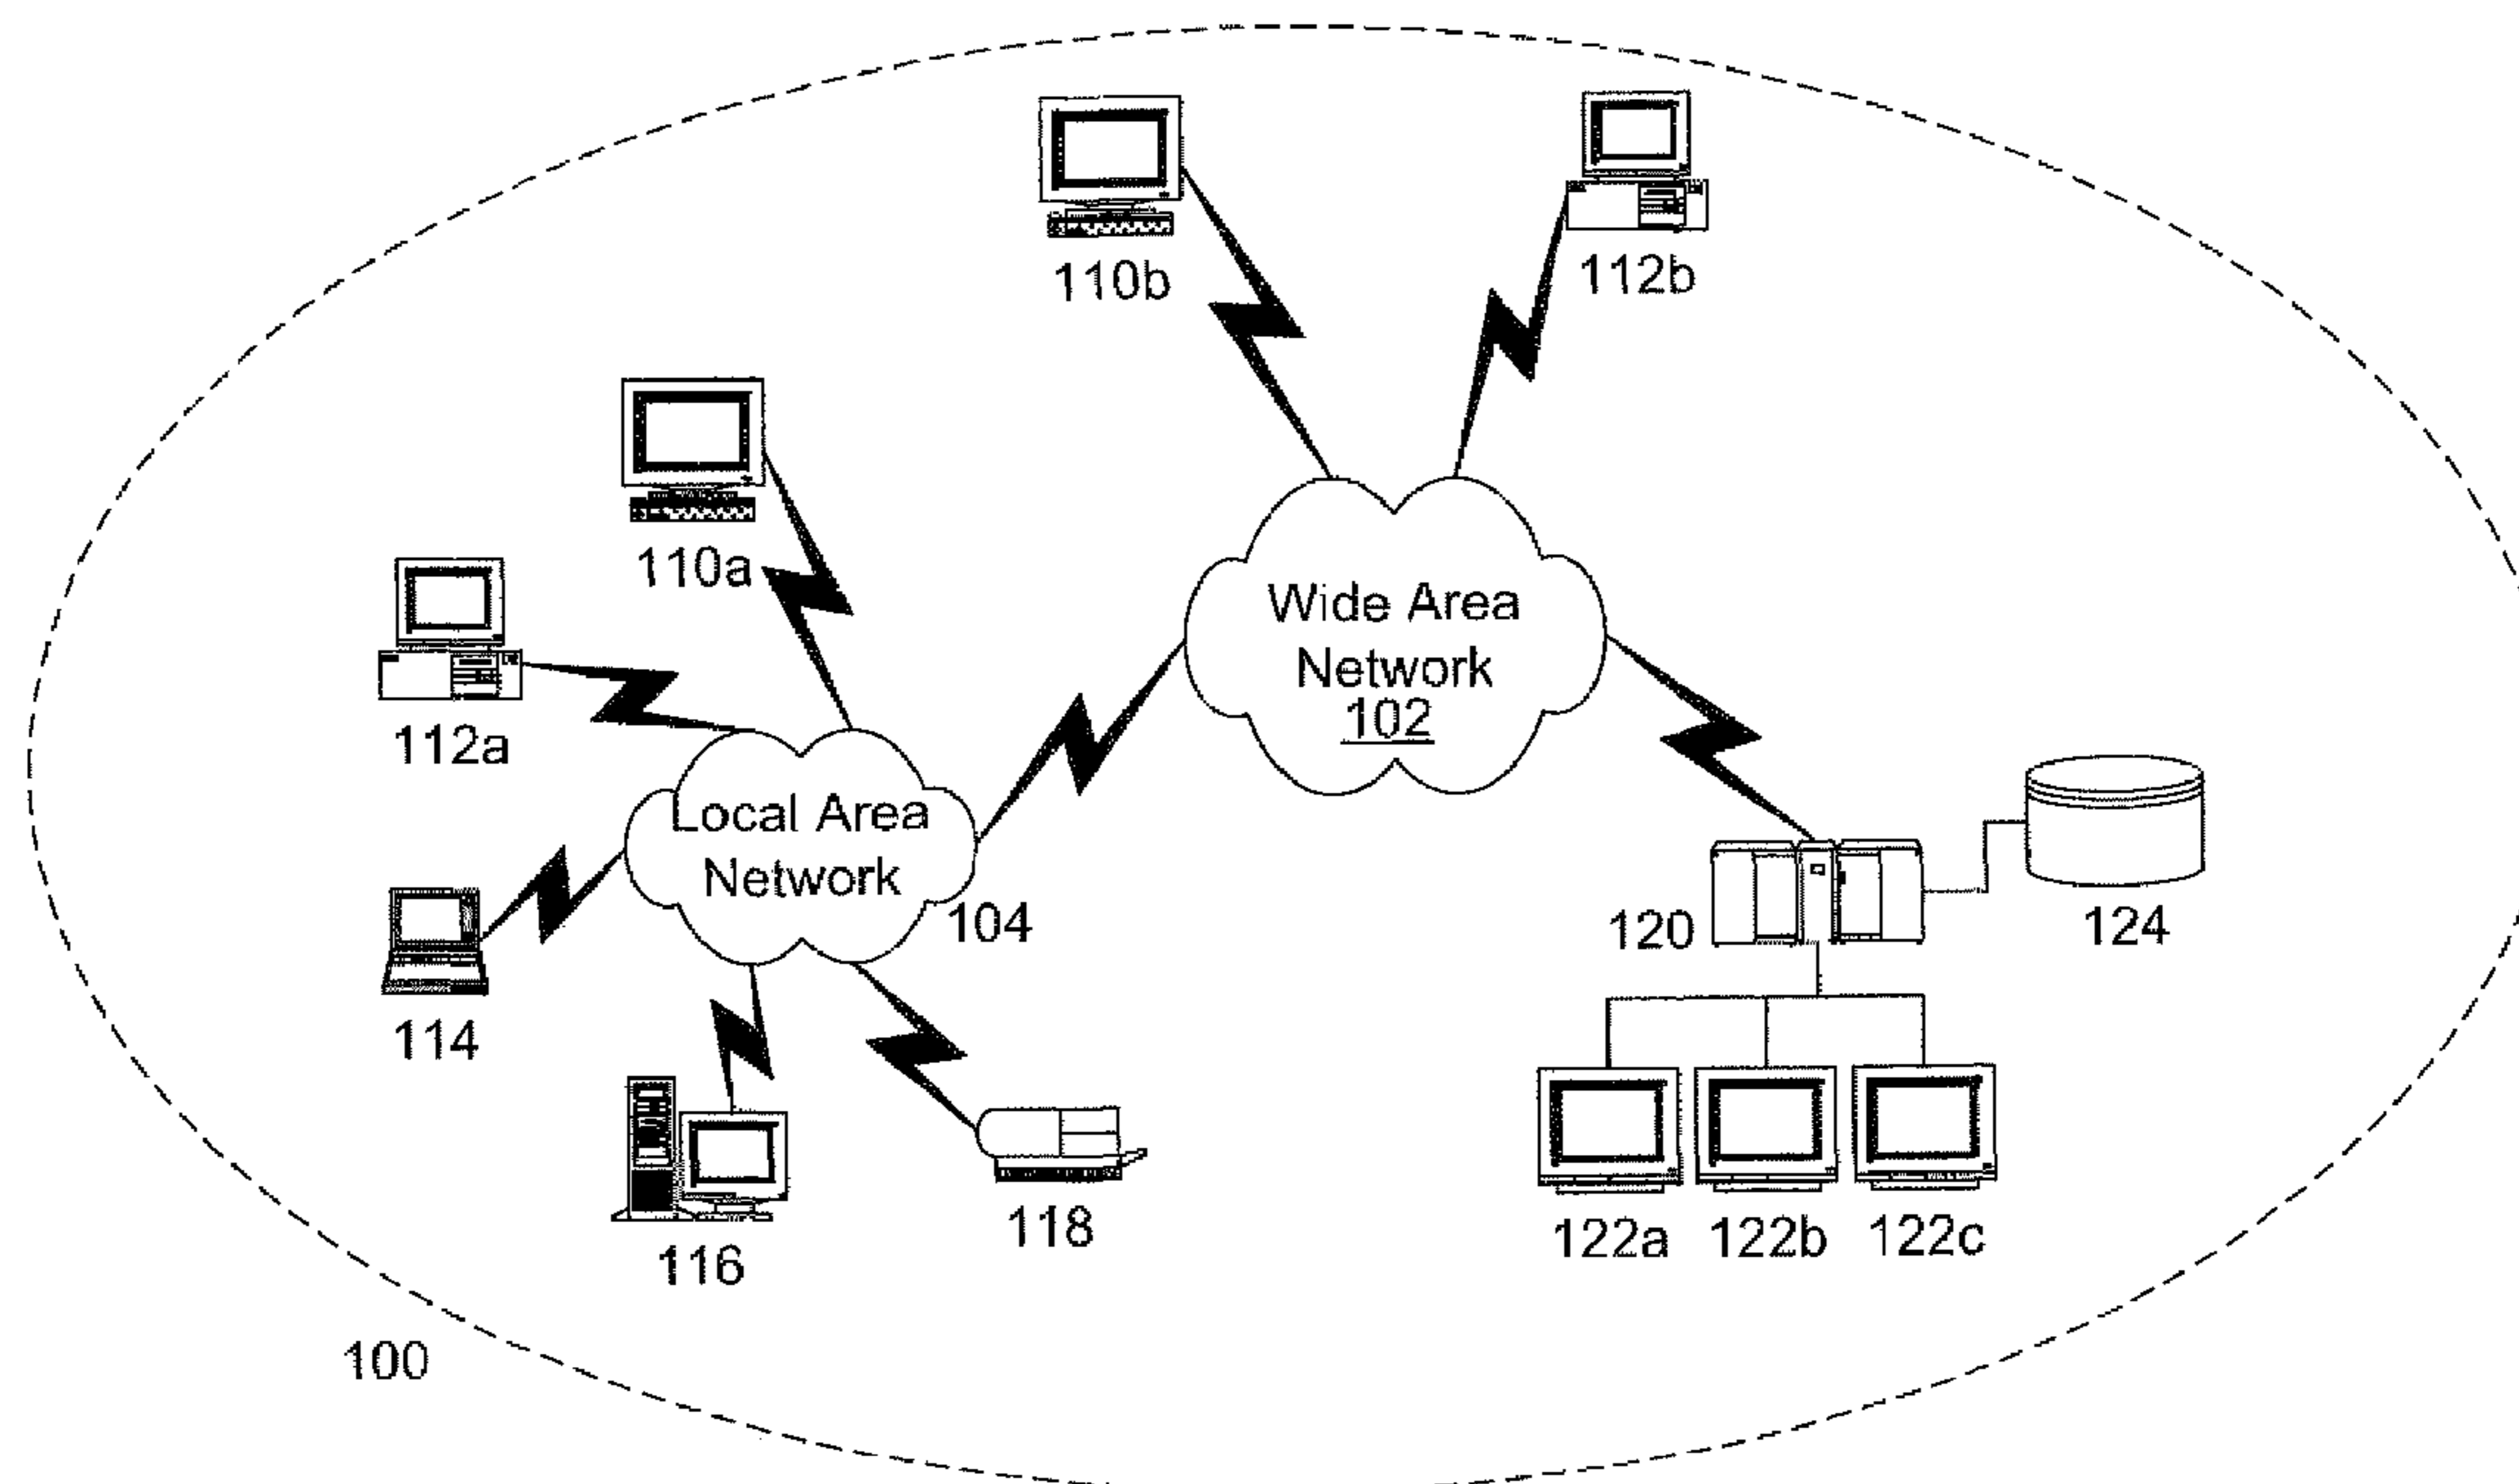 110b
112b
110a
Wide Area
Network
102
112a
Local Area
Network
104
120
124
114
118
116
122a
122b
122c
100